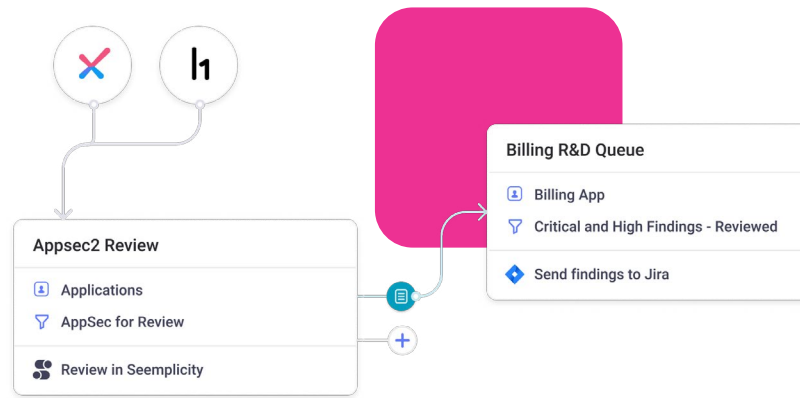 h1
Appsec2 Review
Applications
AppSec for Review
Review in Seemplicity
Billing R&D Queue
Billing App
Critical and High Findings - Reviewed
Send findings to Jira